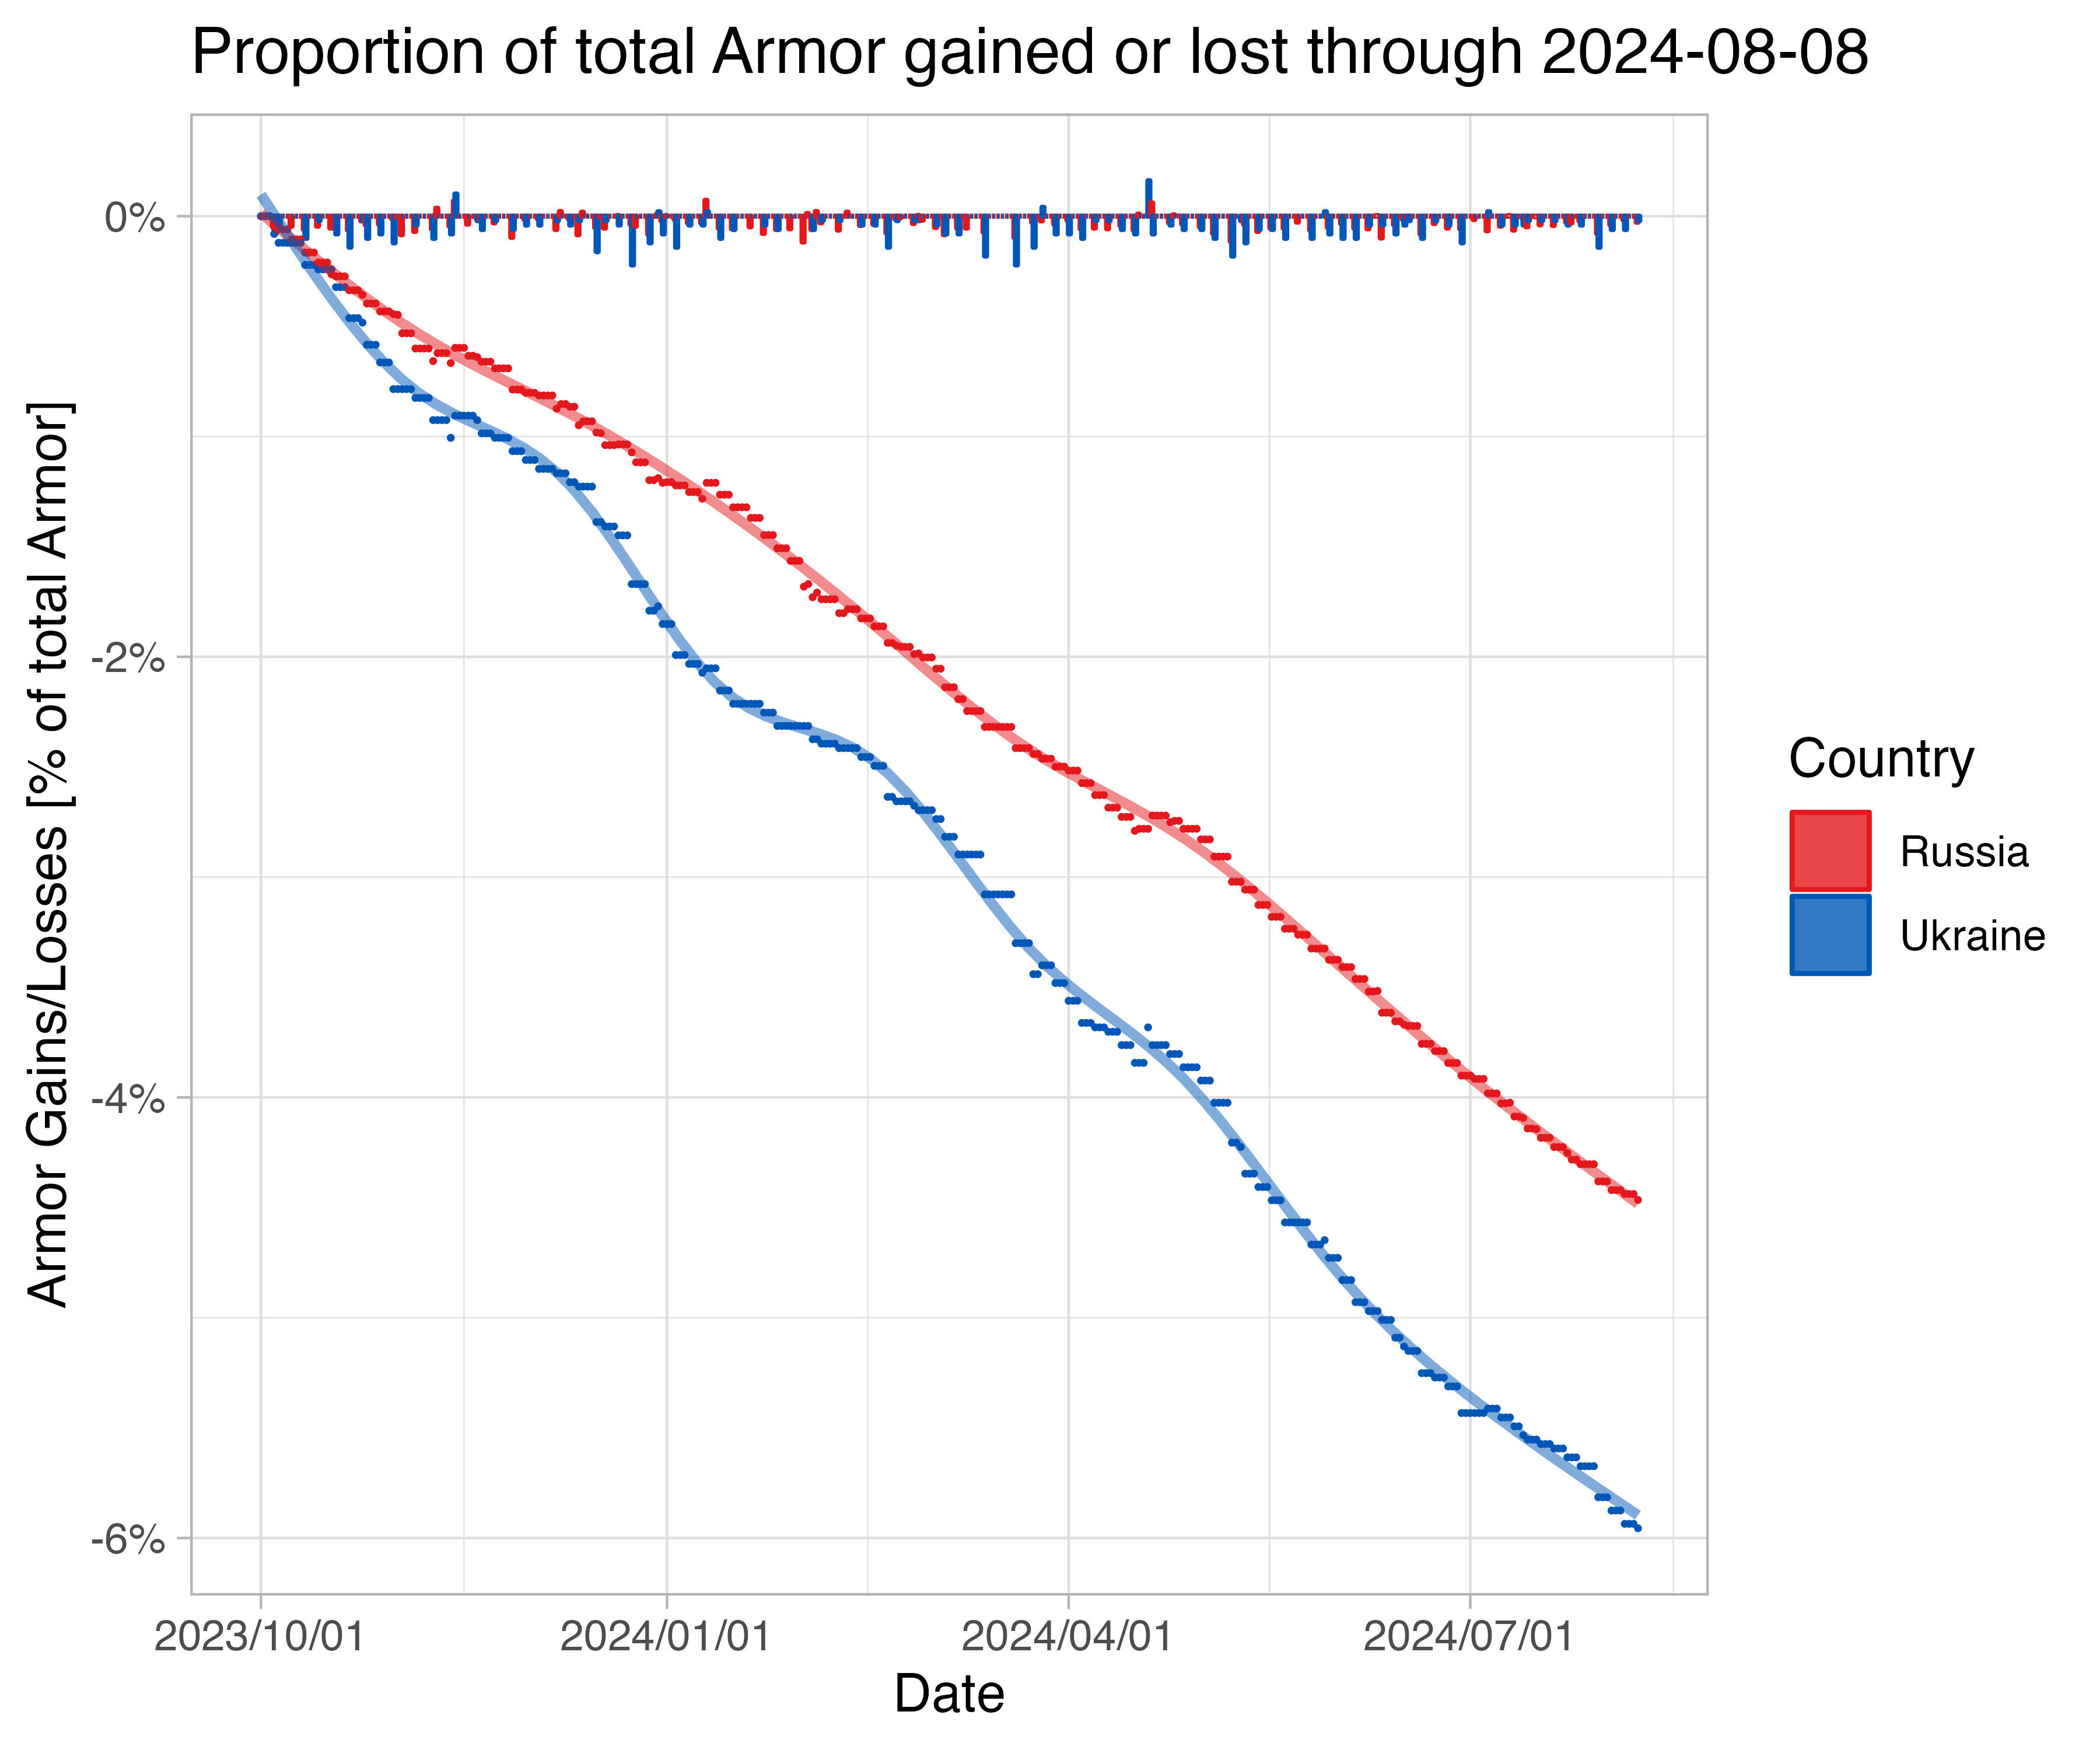 Proportion of total Armor gained or lost through 2024-08-08
Armor Gains/Losses [% of total Armor]
0%
-2%
-4%
-6%
2023/10/01
2024/01/01
2024/04/01
2024/07/01
Date
Country
Russia
Ukraine